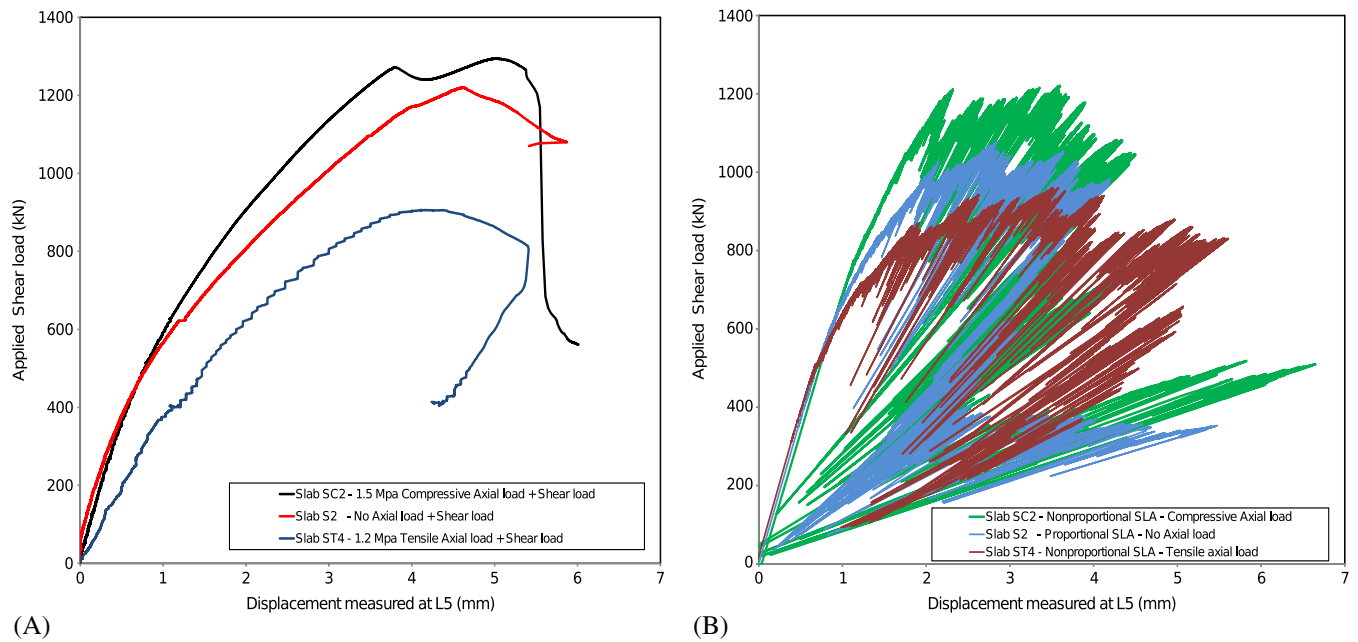 1400
1200
1000
800
600
400
200
0
0 1 2 3 4 5 6 7
Applied Shear load (kN)
Displacement measured at L5 (mm)
Slab SC2 - 1.5 Mpa Compressive Axial load + Shear load
Slab S2 - No Axial load + Shear load
Slab ST4 - 1.2 Mpa Tensile Axial load + Shear load
(A)
1400
1200
1000
800
600
400
200
0
0 1 2 3 4 5 6 7
Applied Shear load (kN)
Displacement measured at L5 (mm)
Slab SC2 - Nonproportional SLA - Compressive Axial load
Slab S2 - Proportional SLA - No Axial load
Slab ST4 - Nonproportional SLA - Tensile axial load
(B)